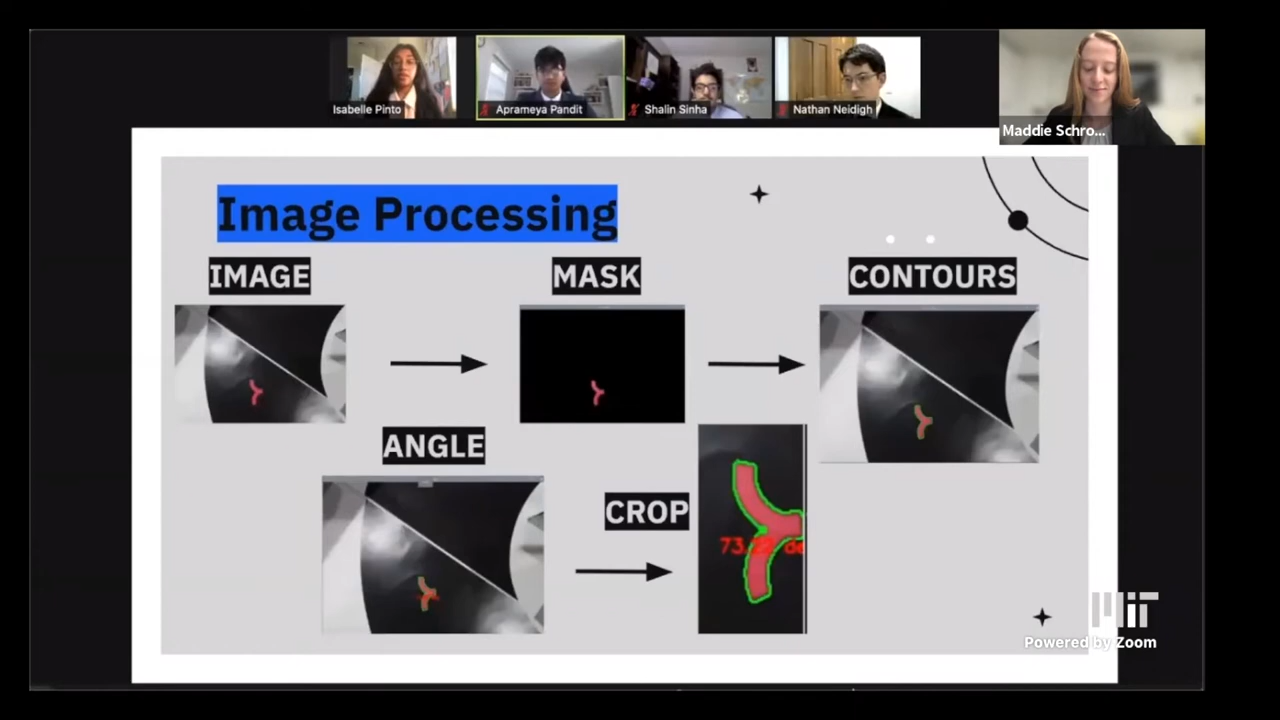 Isabelle Pinto
Aprameya Pandit
Shalin Sinha
Nathan Neidigh
Maddie Schro...
Image Processing
IMAGE
MASK
CONTOURS
ANGLE
CROP
MIT
Powered by Zoom